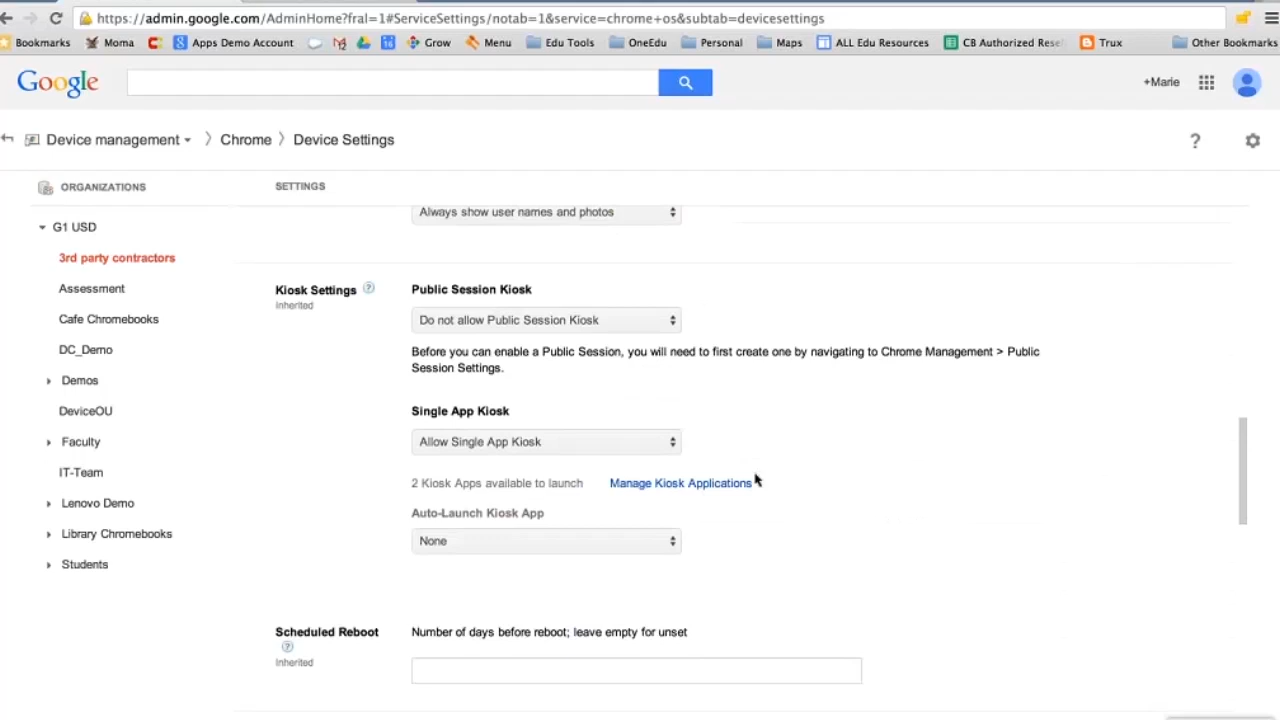 https://admin.google.com/AdminHome?fral=1#ServiceSettings/notab=1&service=chrome+os&subtab=devicesettings
Bookmarks Moma Apps Demo Account 16 Grow Menu Edu Tools OneEdu Personal Maps ALL Edu Resources CB Authorized Rese Trux Other Bookmarks
Google
+Marie
Device management Chrome Device Settings
ORGANIZATIONS
SETTINGS
Always show user names and photos
G1 USD
3rd party contractors
Assessment
Cafe Chromebooks
DC_Demo
Demos
DeviceOU
Faculty
IT-Team
Lenovo Demo
Library Chromebooks
Students
Kiosk Settings ?
Inherited
Public Session Kiosk
Do not allow Public Session Kiosk
Before you can enable a Public Session, you will need to first create one by navigating to Chrome Management > Public
Session Settings.
Single App Kiosk
Allow Single App Kiosk
2 Kiosk Apps available to launch Manage Kiosk Applications
Auto-Launch Kiosk App
None
Scheduled Reboot
?
Inherited
Number of days before reboot; leave empty for unset